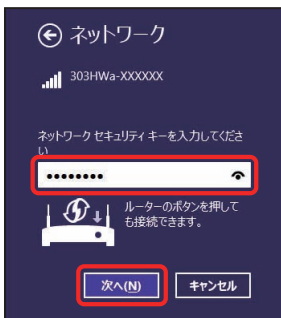 ネットワーク
303HWa-XXXXXX
ネットワーク セキュリティ キーを入力してくださ
い
••••••••
ルーターのボタンを押して
も接続できます。
次へ(N)
キャンセル